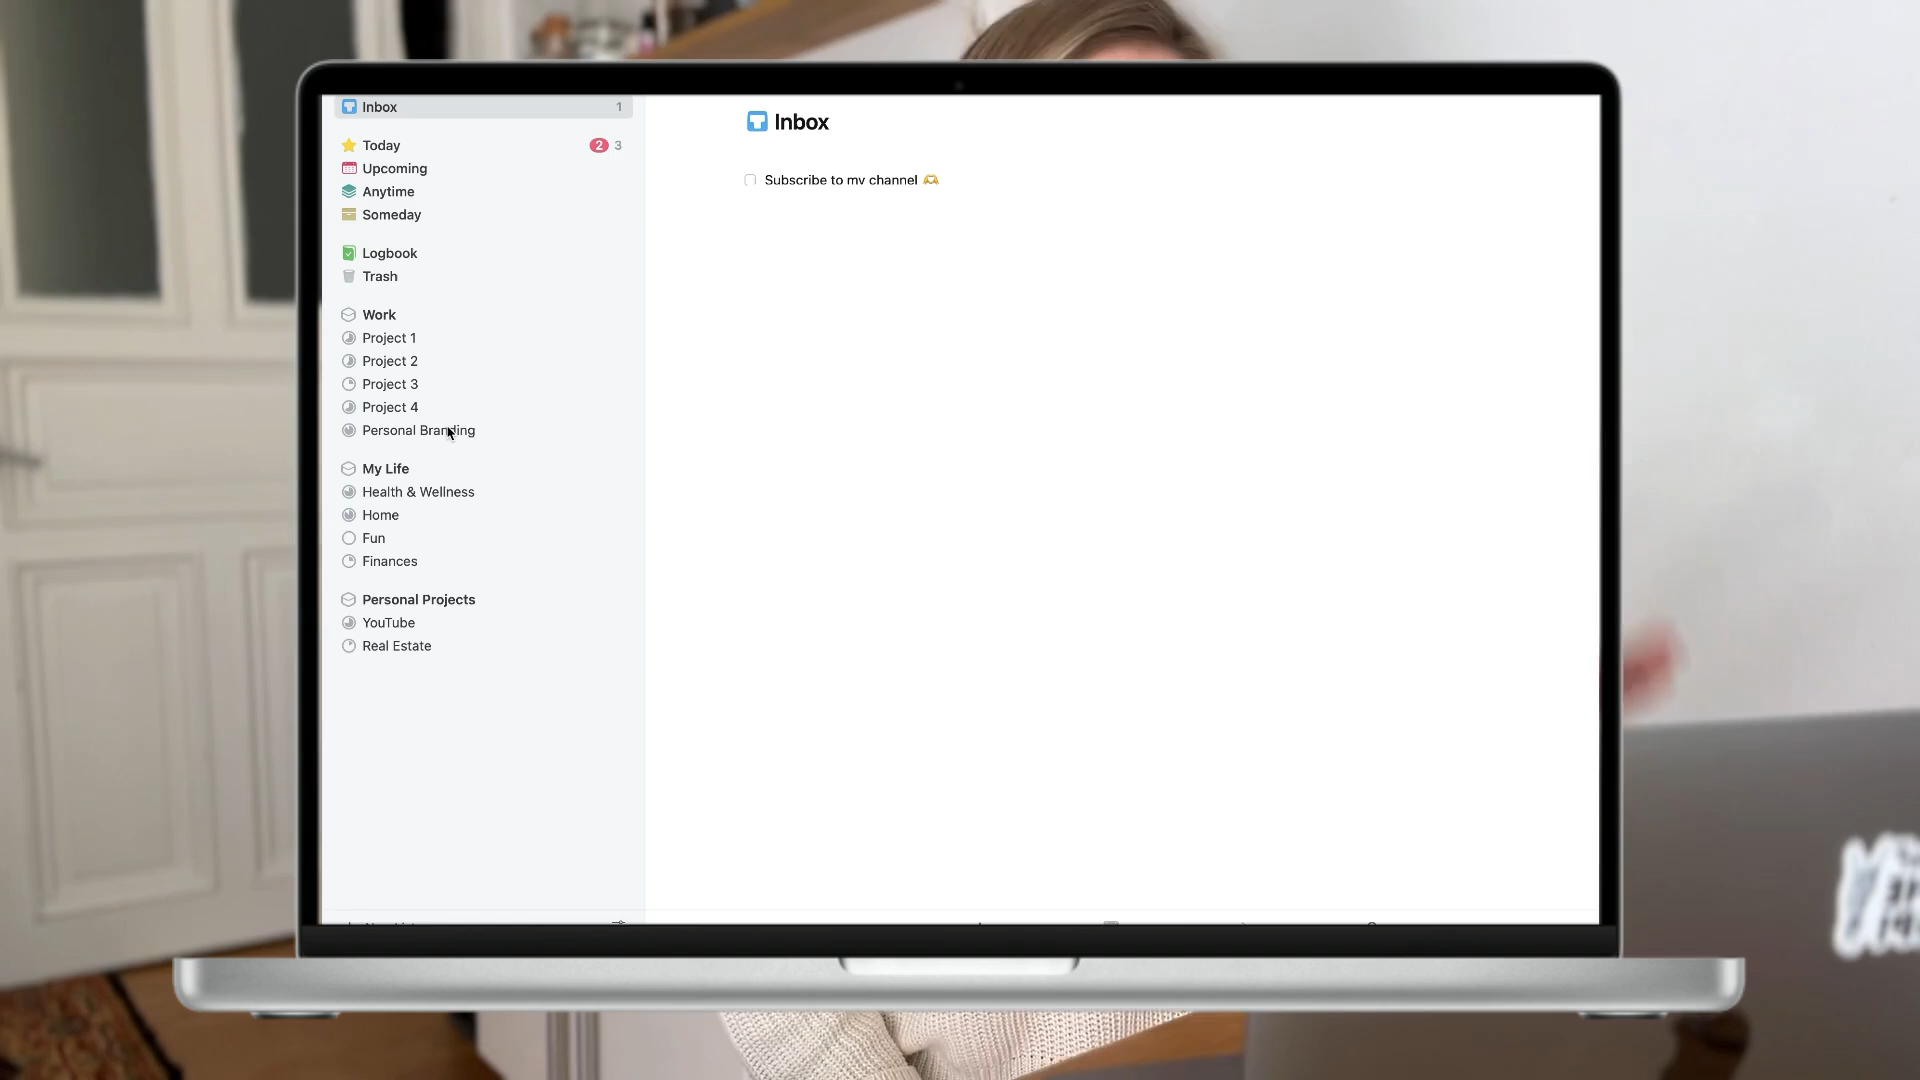 Inbox 1
Today 2 3
Upcoming
Anytime
Someday
Logbook
Trash
Work
Project 1
Project 2
Project 3
Project 4
Personal Branding
My Life
Health & Wellness
Home
Fun
Finances
Personal Projects
YouTube
Real Estate
Inbox
Subscribe to my channel 🫶